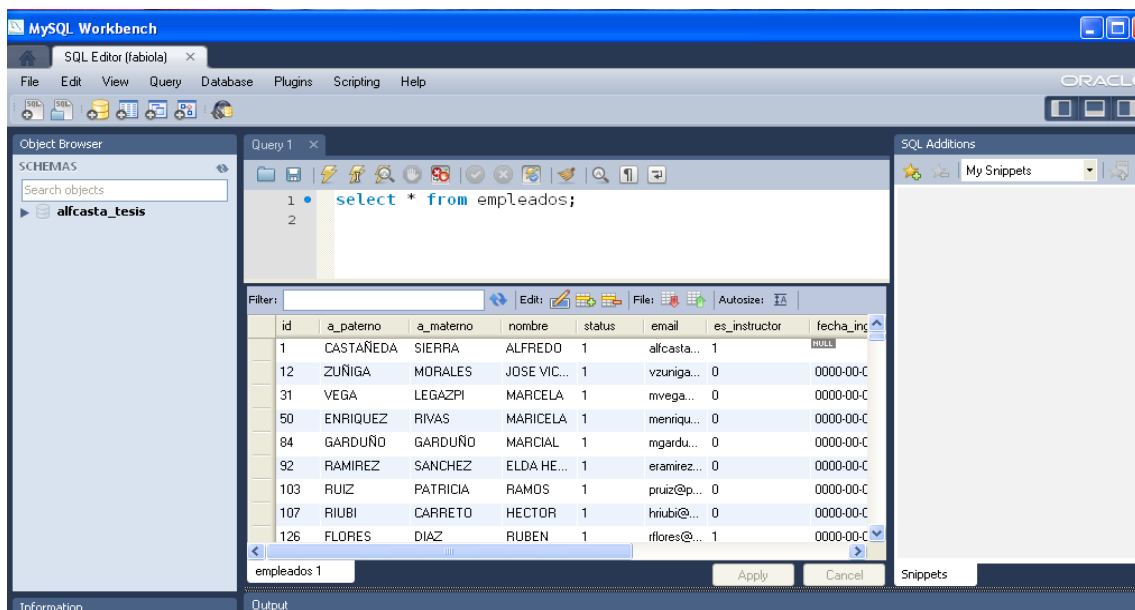 MySQL Workbench
SQL Editor (fabiola)
File Edit View Query Database Plugins Scripting Help
ORACL
Object Browser
SCHEMAS
Search objects
alfcasta_tesis
Information
Query 1
1 select * from empleados;
2
Filter: Edit: File: Autosize:
id a_paterno a_materno nombre status email es_instructor fecha_ing
1 CASTAÑEDA SIERRA ALFREDO 1 alfcasta... 1 NULL
12 ZUÑIGA MORALES JOSE VIC... 1 vzuniga... 0 0000-00-0
31 VEGA LEGAZPI MARCELA 1 mvega... 0 0000-00-0
50 ENRIQUEZ RIVAS MARICELA 1 menriqu... 0 0000-00-0
84 GARDUÑO GARDUÑO MARCIAL 1 mgardu... 0 0000-00-0
92 RAMIREZ SANCHEZ ELDA HE... 1 eramirez... 0 0000-00-0
103 RUIZ PATRICIA RAMOS 1 pruiz@p... 0 0000-00-0
107 RIUBI CARRETO HECTOR 1 hriubi@... 0 0000-00-0
126 FLORES DIAZ RUBEN 1 rflores@... 1 0000-00-0
empleados 1
Apply Cancel
Output
SQL Additions
My Snippets
Snippets